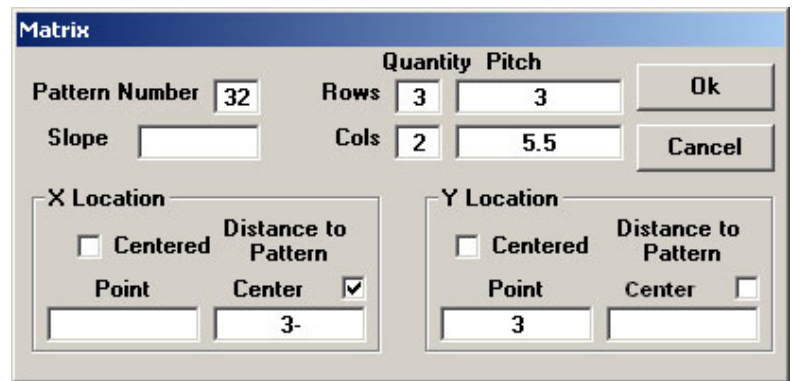 Matrix
Quantity Pitch
Pattern Number 32 Rows 3 3 Ok
Slope Cols 2 5.5 Cancel
X Location Y Location
Centered Distance to Pattern Centered Distance to Pattern
Point Center Point Center
3- 3